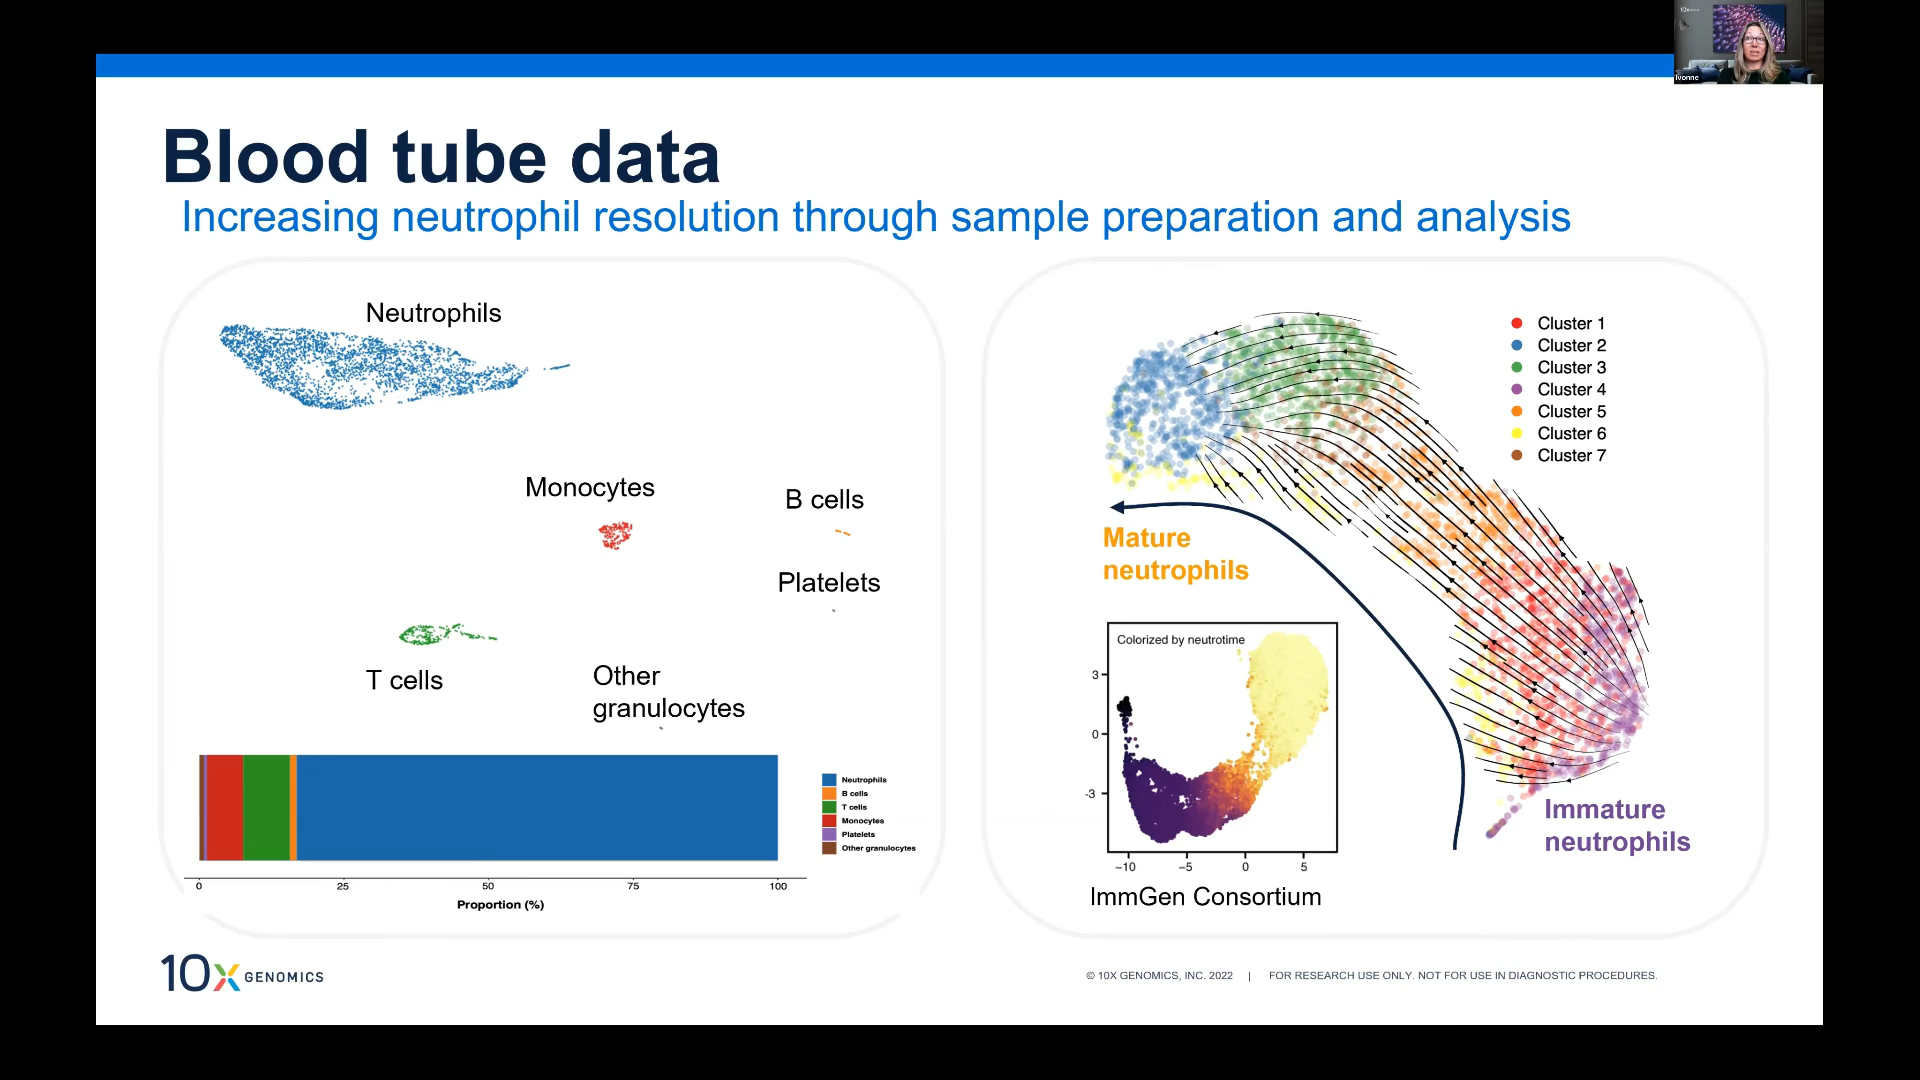 10x
Ivonne
Blood tube data
Increasing neutrophil resolution through sample preparation and analysis
Neutrophils
Monocytes
B cells
Platelets
T cells
Other
granulocytes
Neutrophils
B cells
T cells
Monocytes
Platelets
Other granulocytes
0 25 50 75 100
Proportion (%)
Cluster 1
Cluster 2
Cluster 3
Cluster 4
Cluster 5
Cluster 6
Cluster 7
Mature
neutrophils
Colorized by neutrotime
3
0
-3
−10 −5 0 5
ImmGen Consortium
Immature
neutrophils
10x GENOMICS
© 10X GENOMICS, INC. 2022 | FOR RESEARCH USE ONLY. NOT FOR USE IN DIAGNOSTIC PROCEDURES.